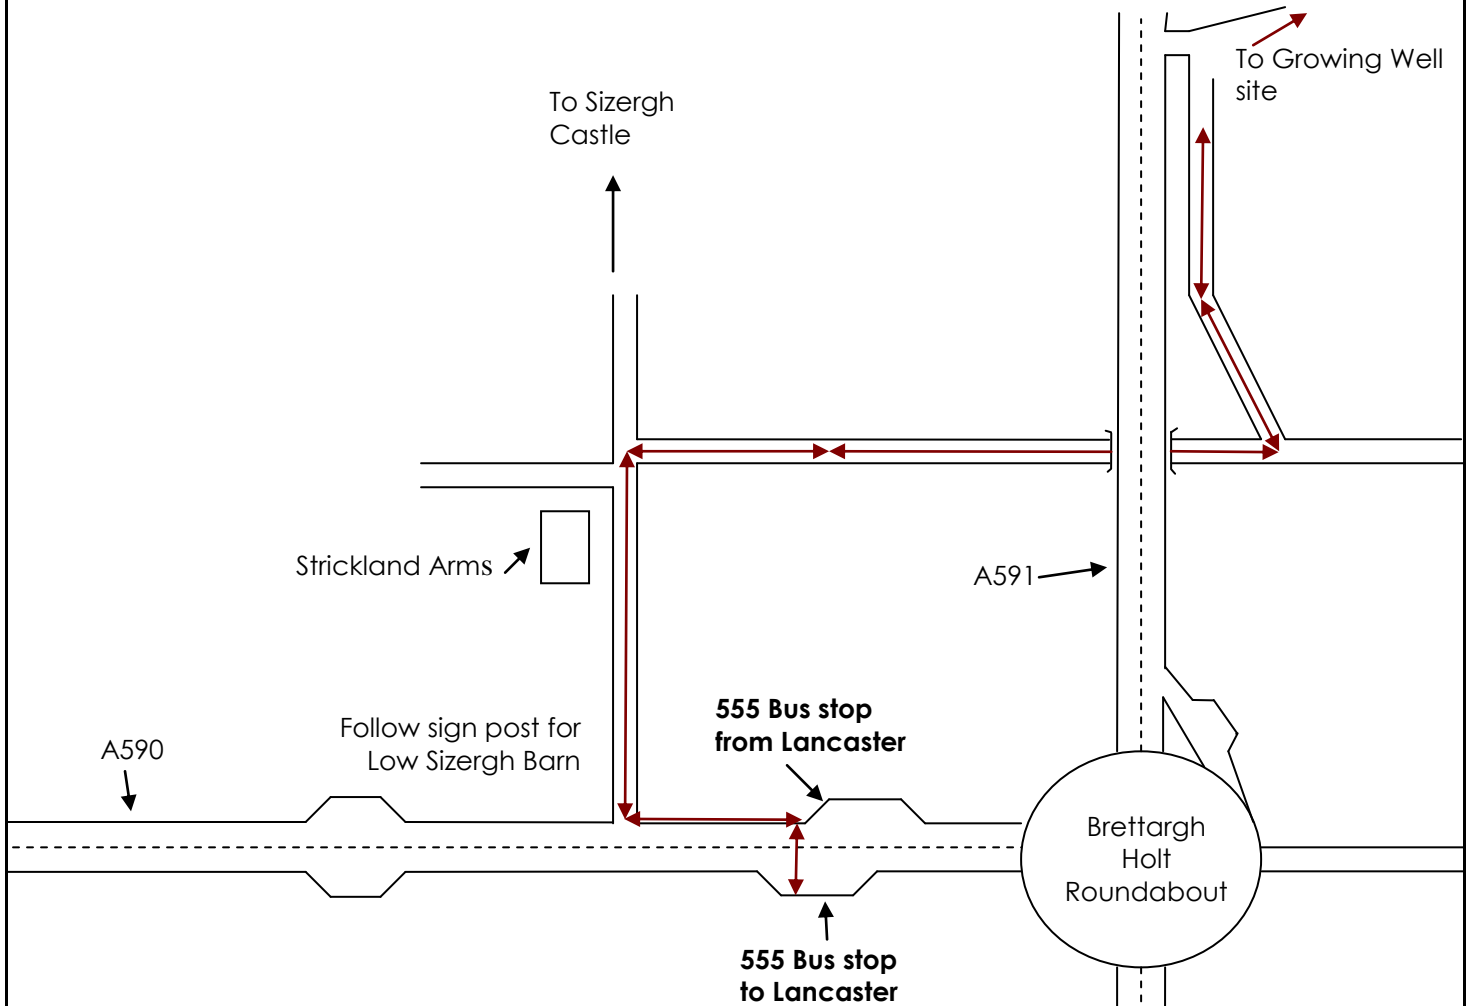 To Growing Well
site
To Sizergh
Castle
Strickland Arms
A591
555 Bus stop
from Lancaster
Follow sign post for
Low Sizergh Barn
A590
Brettargh
Holt
Roundabout
555 Bus stop
to Lancaster